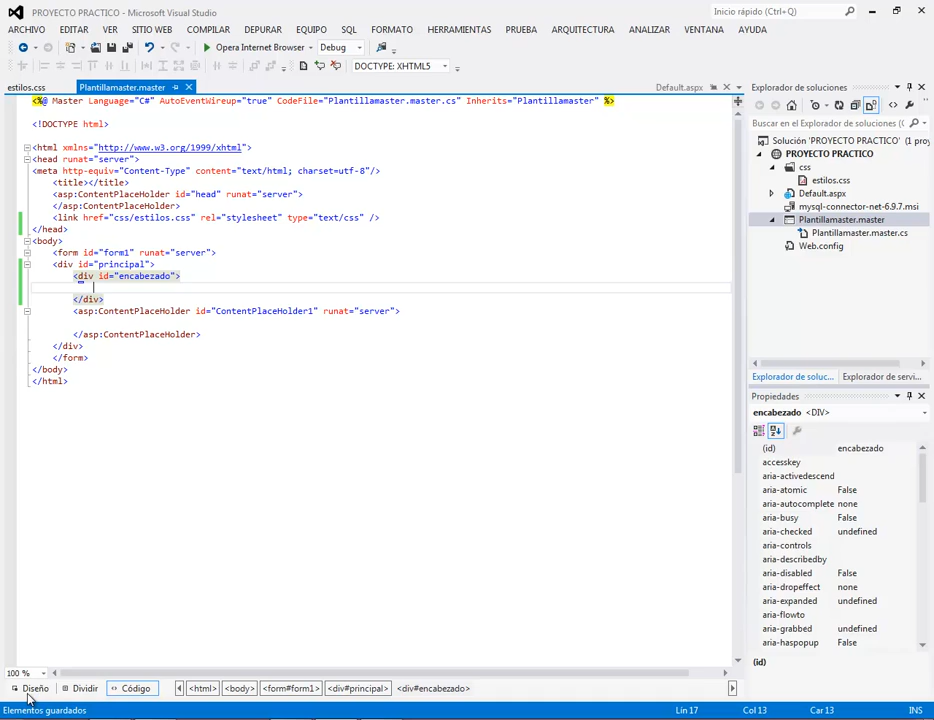 PROYECTO PRACTICO - Microsoft Visual Studio
Inicio rápido (Ctrl+Q)
ARCHIVO EDITAR VER SITIO WEB COMPILAR DEPURAR EQUIPO SQL FORMATO HERRAMIENTAS PRUEBA ARQUITECTURA ANALIZAR VENTANA AYUDA
Opera Internet Browser Debug
DOCTYPE: XHTML5
estilos.css Plantillamaster.master Default.aspx
<%@ Master Language="C#" AutoEventWireup="true" CodeFile="Plantillamaster.master.cs" Inherits="Plantillamaster" %>
<!DOCTYPE html>
<html xmlns="http://www.w3.org/1999/xhtml">
<head runat="server">
<meta http-equiv="Content-Type" content="text/html; charset=utf-8"/>
<title></title>
<asp:ContentPlaceHolder id="head" runat="server">
</asp:ContentPlaceHolder>
<link href="css/estilos.css" rel="stylesheet" type="text/css" />
</head>
<body>
<form id="form1" runat="server">
<div id="principal">
<div id="encabezado">
</div>
<asp:ContentPlaceHolder id="ContentPlaceHolder1" runat="server">
</asp:ContentPlaceHolder>
</div>
</form>
</body>
</html>
100 %
Diseño Dividir Código <html> <body> <form#form1> <div#principal> <div#encabezado>
Elementos guardados Lín 17 Col 13 Car 13 INS
Explorador de soluciones
Buscar en el Explorador de soluciones
Solución 'PROYECTO PRACTICO' (1 proy
PROYECTO PRACTICO
css
estilos.css
Default.aspx
mysql-connector-net-6.9.7.msi
Plantillamaster.master
Plantillamaster.master.cs
Web.config
Explorador de soluc... Explorador de servi...
Propiedades
encabezado <DIV>
(id) encabezado
accesskey
aria-activedescend
aria-atomic False
aria-autocomplete none
aria-busy False
aria-checked undefined
aria-controls
aria-describedby
aria-disabled False
aria-dropeffect none
aria-expanded undefined
aria-flowto
aria-grabbed undefined
aria-haspopup False
(id)